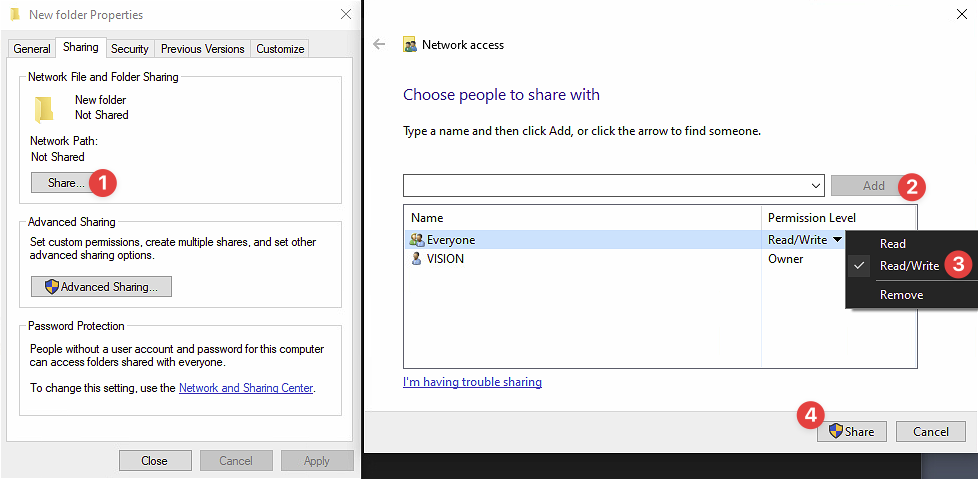 New folder Properties
General
Sharing
Security
Previous Versions
Customize
Network File and Folder Sharing
New folder
Not Shared
Network Path:
Not Shared
Share...
1
Advanced Sharing
Set custom permissions, create multiple shares, and set other
advanced sharing options.
Advanced Sharing...
Password Protection
People without a user account and password for this computer
can access folders shared with everyone.
To change this setting, use the Network and Sharing Center.
Close
Cancel
Apply
Network access
Choose people to share with
Type a name and then click Add, or click the arrow to find someone.
Add
2
Name
Permission Level
Everyone
Read/Write
VISION
Owner
Read
Read/Write
3
Remove
I'm having trouble sharing
4
Share
Cancel